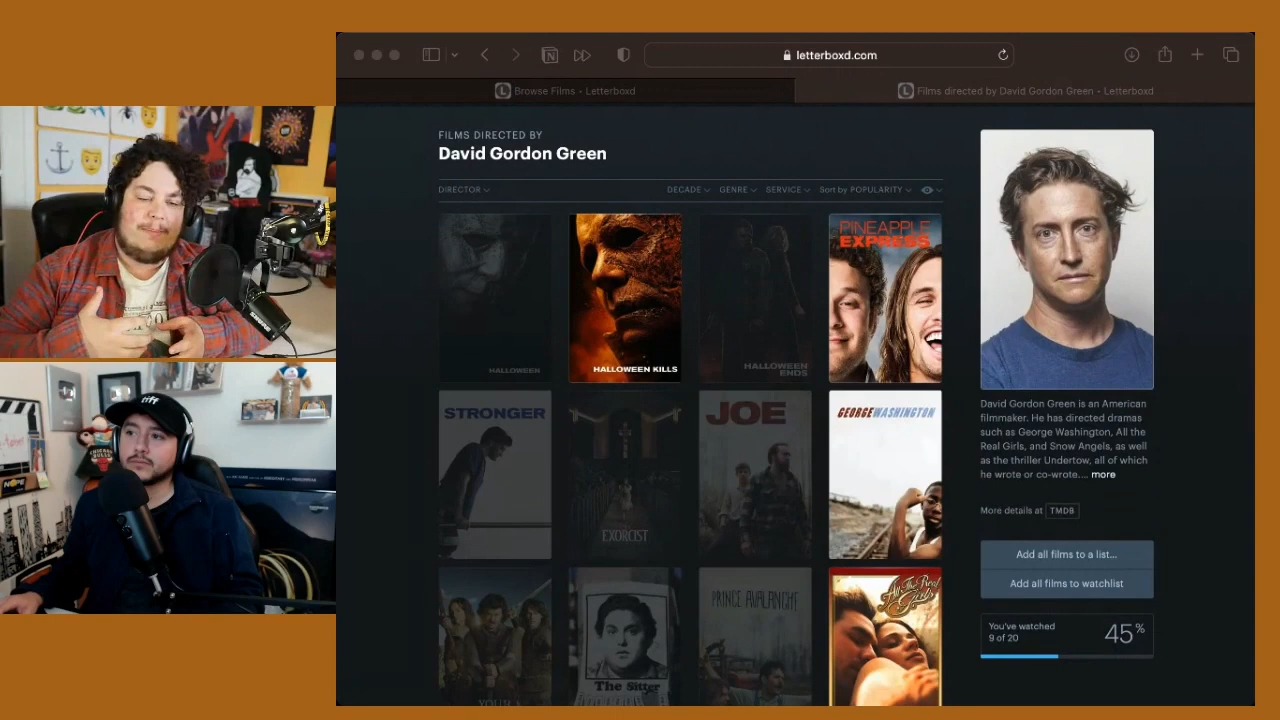 letterboxd.com
Browse Films • Letterboxd
Films directed by David Gordon Green • Letterboxd
FILMS DIRECTED BY
David Gordon Green
DIRECTOR
DECADE GENRE SERVICE Sort by POPULARITY
HALLOWEEN
HALLOWEEN KILLS
HALLOWEEN
ENDS
PINEAPPLE
EXPRESS
STRONGER
EXORCIST
JOE
GEORGE WASHINGTON
The Sitter
PRINCE AVALANCHE
All the Real
Girls
David Gordon Green is an American
filmmaker. He has directed dramas
such as George Washington, All the
Real Girls, and Snow Angels, as well
as the thriller Undertow, all of which
he wrote or co-wrote.... more
More details at TMDB
Add all films to a list...
Add all films to watchlist
You've watched
9 of 20
45%
SHURE
tiff
CHICAGO
BULLS
NOPE